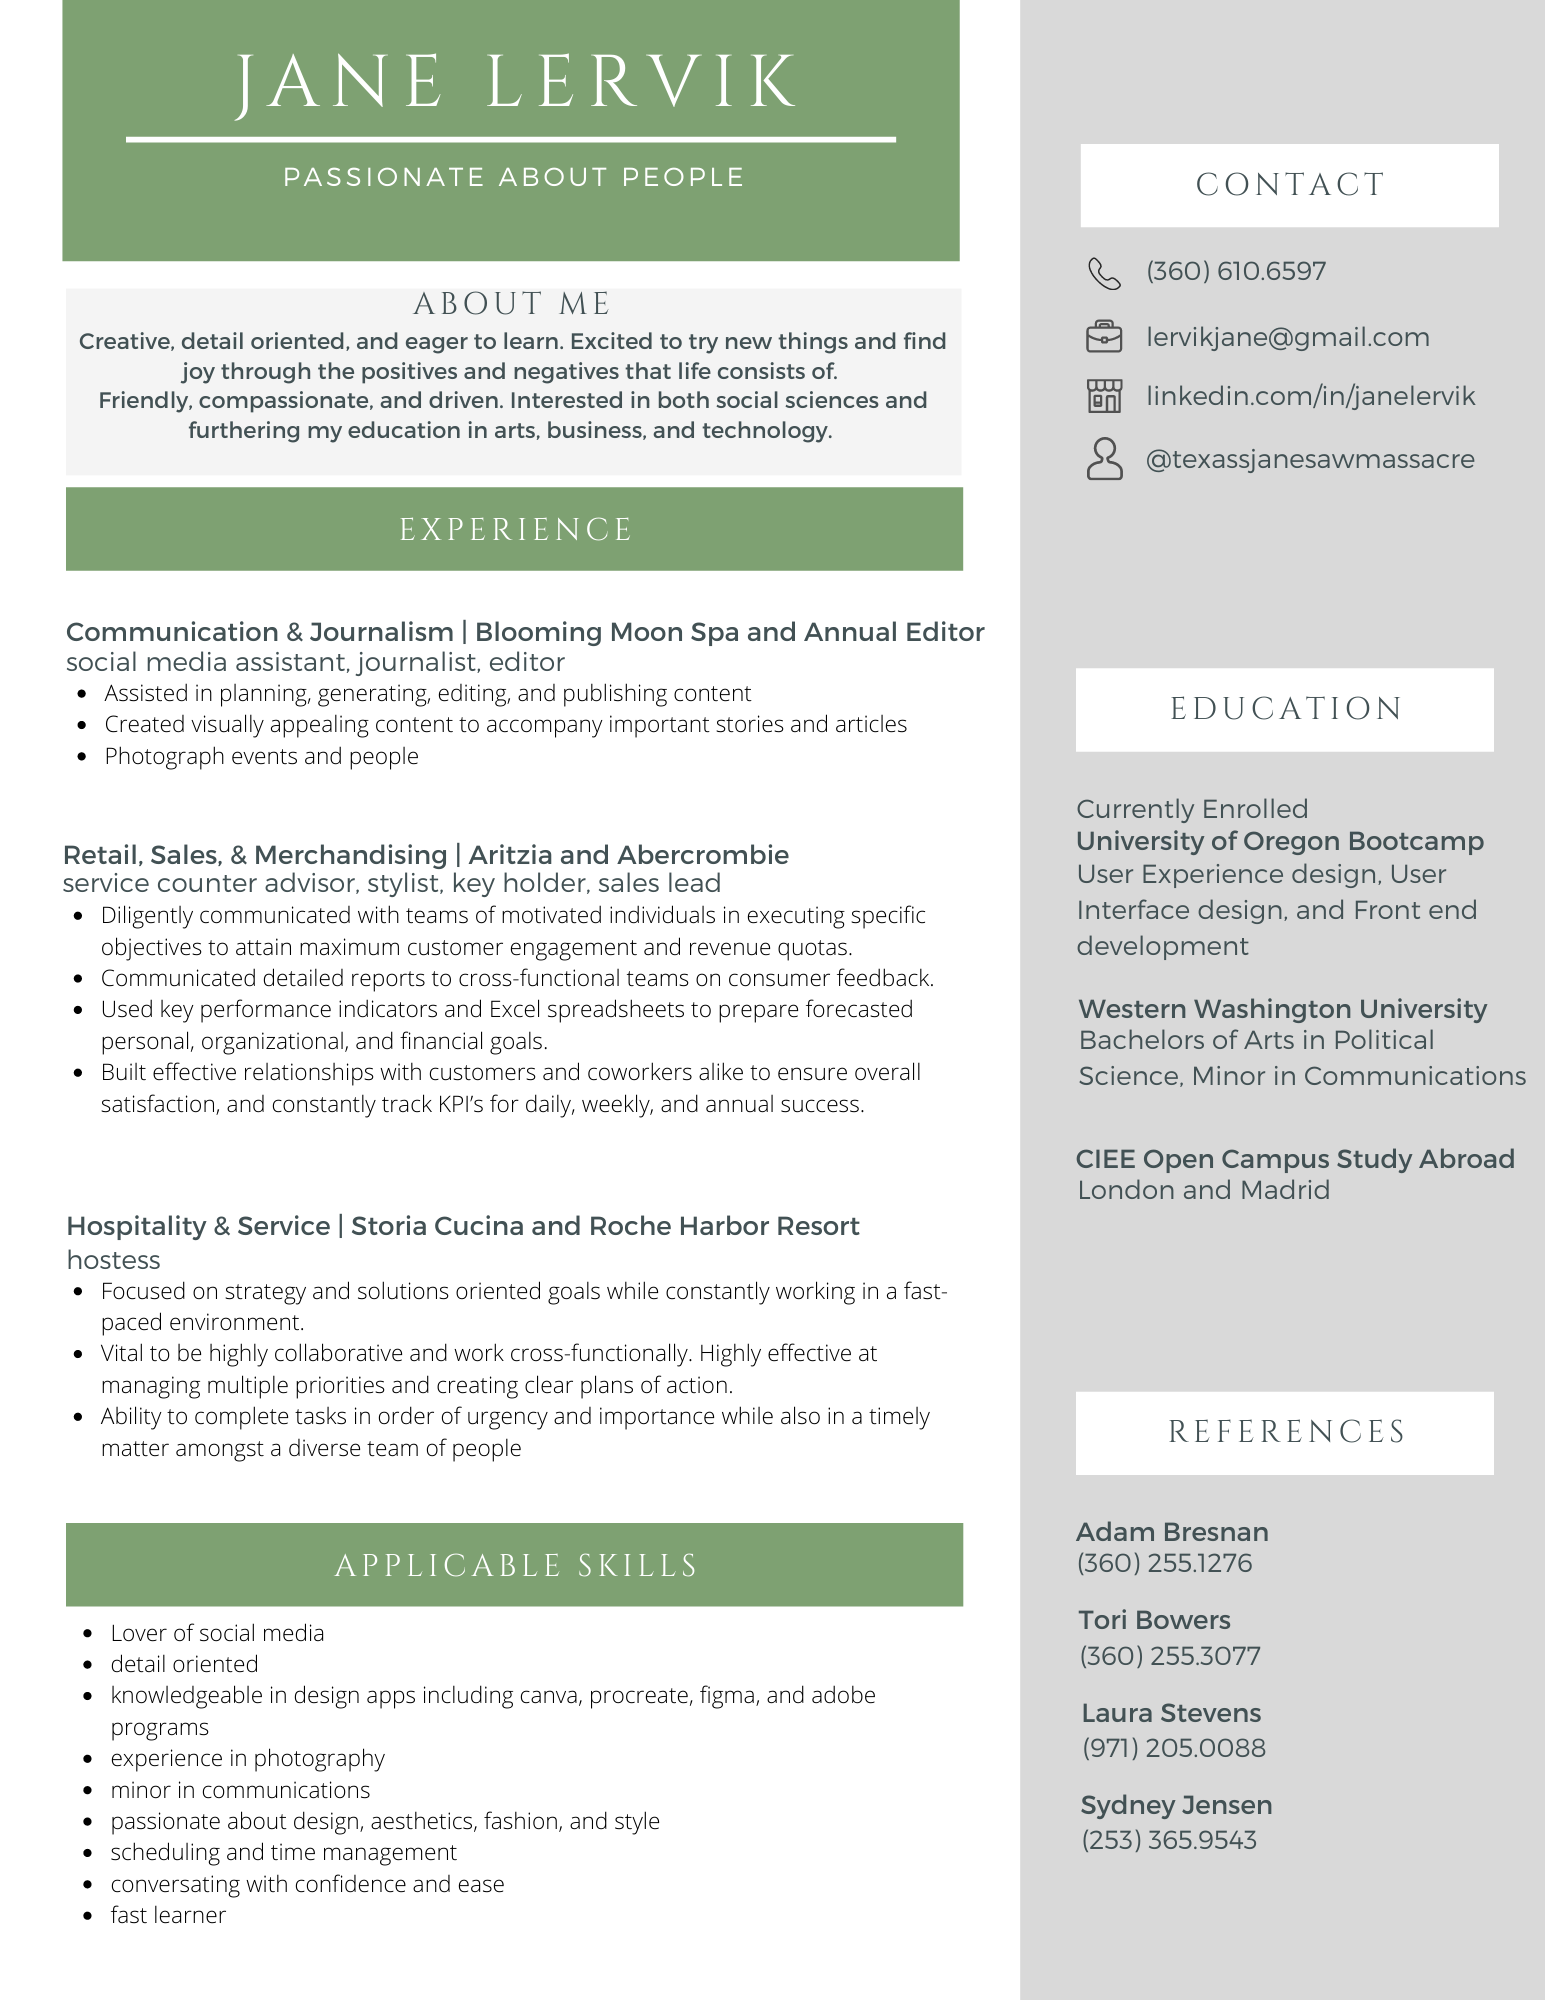 JANE LERVIK
PASSIONATE ABOUT PEOPLE
ABOUT ME
Creative, detail oriented, and eager to learn. Excited to try new things and find
joy through the positives and negatives that life consists of.
Friendly, compassionate, and driven. Interested in both social sciences and
furthering my education in arts, business, and technology.
EXPERIENCE
Communication & Journalism | Blooming Moon Spa and Annual Editor
social media assistant, journalist, editor
• Assisted in planning, generating, editing, and publishing content
• Created visually appealing content to accompany important stories and articles
• Photograph events and people
Retail, Sales, & Merchandising | Aritzia and Abercrombie
service counter advisor, stylist, key holder, sales lead
• Diligently communicated with teams of motivated individuals in executing specific
objectives to attain maximum customer engagement and revenue quotas.
• Communicated detailed reports to cross-functional teams on consumer feedback.
• Used key performance indicators and Excel spreadsheets to prepare forecasted
personal, organizational, and financial goals.
• Built effective relationships with customers and coworkers alike to ensure overall
satisfaction, and constantly track KPI's for daily, weekly, and annual success.
Hospitality & Service | Storia Cucina and Roche Harbor Resort
hostess
• Focused on strategy and solutions oriented goals while constantly working in a fast-
paced environment.
• Vital to be highly collaborative and work cross-functionally. Highly effective at
managing multiple priorities and creating clear plans of action.
• Ability to complete tasks in order of urgency and importance while also in a timely
matter amongst a diverse team of people
APPLICABLE SKILLS
• Lover of social media
• detail oriented
• knowledgeable in design apps including canva, procreate, figma, and adobe
programs
• experience in photography
• minor in communications
• passionate about design, aesthetics, fashion, and style
• scheduling and time management
• conversating with confidence and ease
• fast learner
CONTACT
(360) 610.6597
lervikjane@gmail.com
linkedin.com/in/janelervik
@texassjanesawmassacre
EDUCATION
Currently Enrolled
University of Oregon Bootcamp
User Experience design, User
Interface design, and Front end
development
Western Washington University
Bachelors of Arts in Political
Science, Minor in Communications
CIEE Open Campus Study Abroad
London and Madrid
REFERENCES
Adam Bresnan
(360) 255.1276
Tori Bowers
(360) 255.3077
Laura Stevens
(971) 205.0088
Sydney Jensen
(253) 365.9543